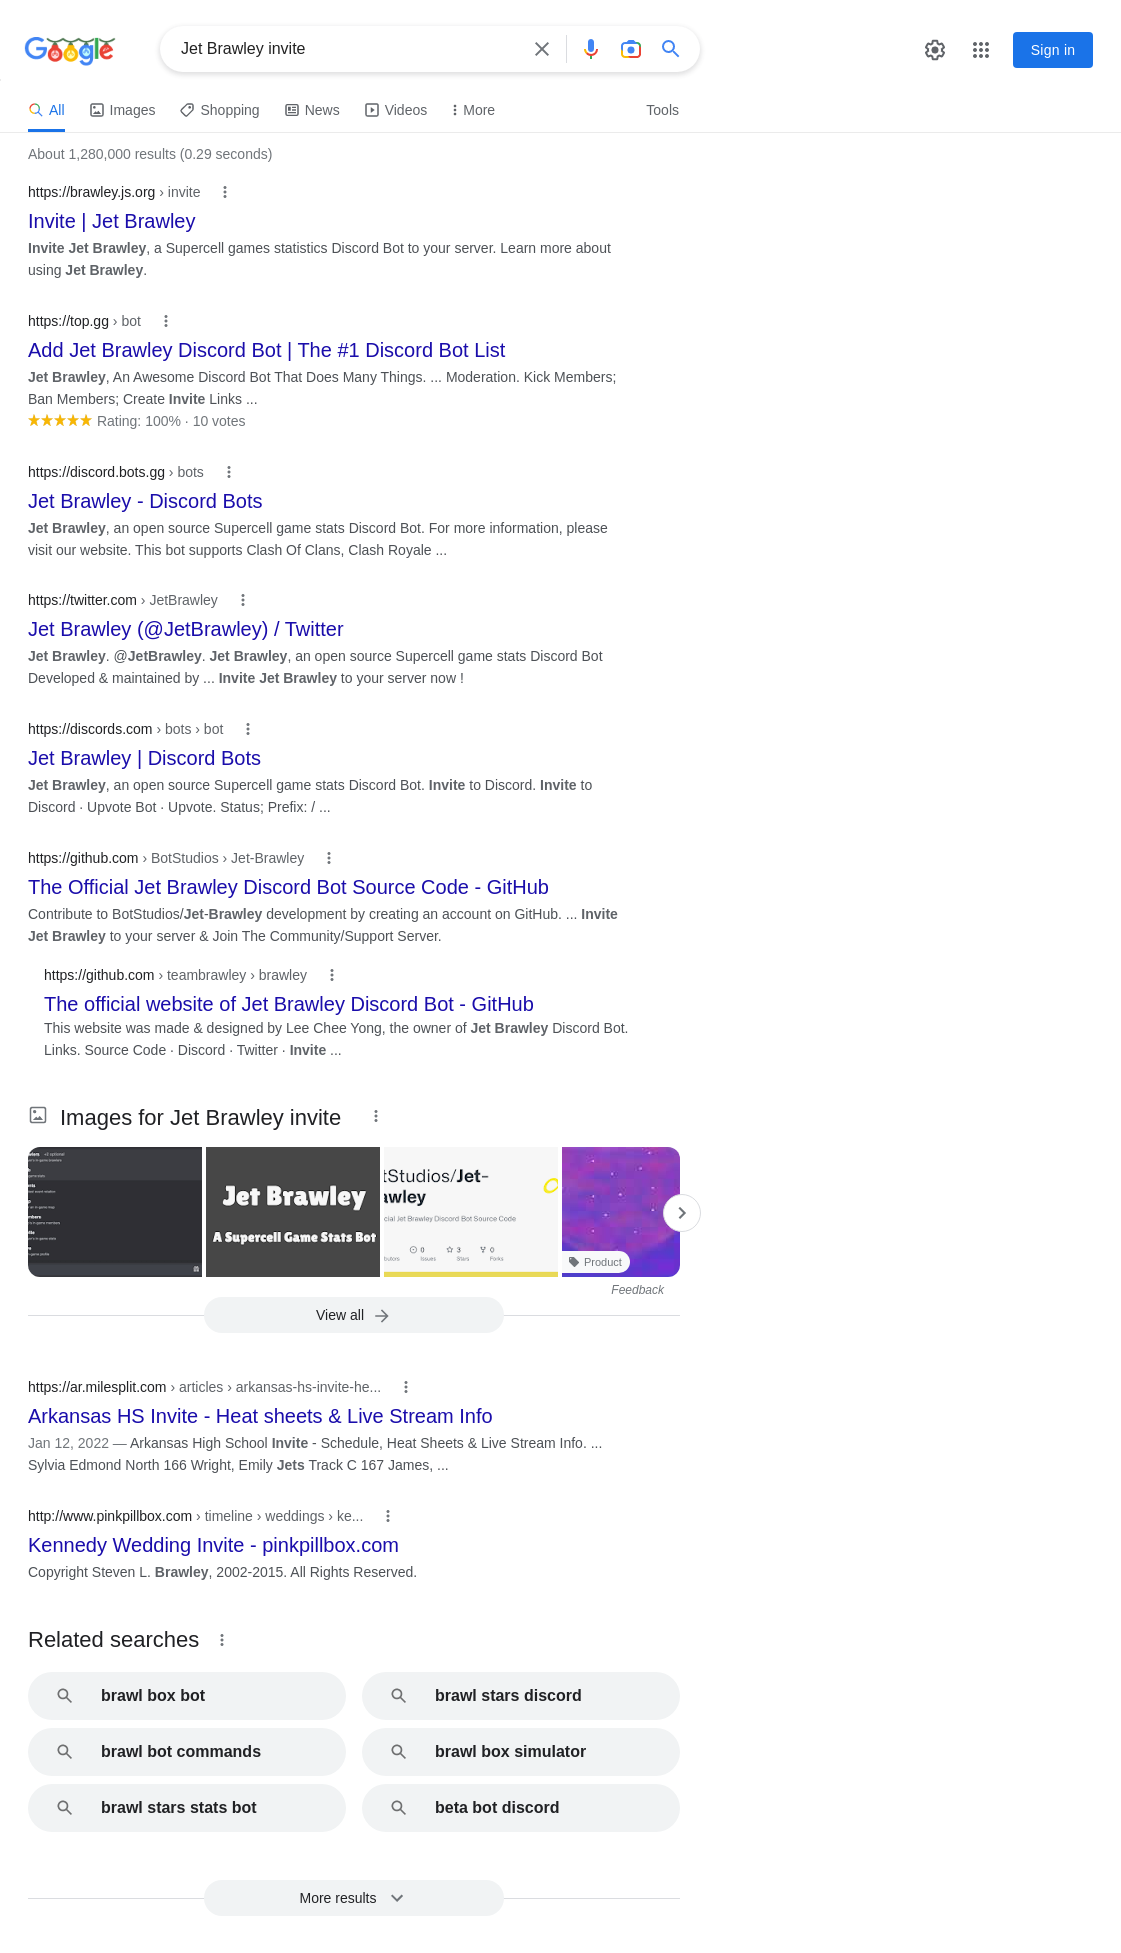 Google
Jet Brawley invite
Sign in
All Images Shopping News Videos More Tools
About 1,280,000 results (0.29 seconds)
https://brawley.js.org › invite
Invite | Jet Brawley
Invite Jet Brawley, a Supercell games statistics Discord Bot to your server. Learn more about
using Jet Brawley.
https://top.gg › bot
Add Jet Brawley Discord Bot | The #1 Discord Bot List
Jet Brawley, An Awesome Discord Bot That Does Many Things. ... Moderation. Kick Members;
Ban Members; Create Invite Links ...
Rating: 100% · 10 votes
https://discord.bots.gg › bots
Jet Brawley - Discord Bots
Jet Brawley, an open source Supercell game stats Discord Bot. For more information, please
visit our website. This bot supports Clash Of Clans, Clash Royale ...
https://twitter.com › JetBrawley
Jet Brawley (@JetBrawley) / Twitter
Jet Brawley. @JetBrawley. Jet Brawley, an open source Supercell game stats Discord Bot
Developed & maintained by ... Invite Jet Brawley to your server now !
https://discords.com › bots › bot
Jet Brawley | Discord Bots
Jet Brawley, an open source Supercell game stats Discord Bot. Invite to Discord. Invite to
Discord · Upvote Bot · Upvote. Status; Prefix: / ...
https://github.com › BotStudios › Jet-Brawley
The Official Jet Brawley Discord Bot Source Code - GitHub
Contribute to BotStudios/Jet-Brawley development by creating an account on GitHub. ... Invite
Jet Brawley to your server & Join The Community/Support Server.
https://github.com › teambrawley › brawley
The official website of Jet Brawley Discord Bot - GitHub
This website was made & designed by Lee Chee Yong, the owner of Jet Brawley Discord Bot.
Links. Source Code · Discord · Twitter · Invite ...
Images for Jet Brawley invite
Jet Brawley
A Supercell Game Stats Bot
tStudios/Jet-
awley
cial Jet Brawley Discord Bot Source Code
0 3 0
Issues Stars Forks
Product
Feedback
View all
https://ar.milesplit.com › articles › arkansas-hs-invite-he...
Arkansas HS Invite - Heat sheets & Live Stream Info
Jan 12, 2022 — Arkansas High School Invite - Schedule, Heat Sheets & Live Stream Info. ...
Sylvia Edmond North 166 Wright, Emily Jets Track C 167 James, ...
http://www.pinkpillbox.com › timeline › weddings › ke...
Kennedy Wedding Invite - pinkpillbox.com
Copyright Steven L. Brawley, 2002-2015. All Rights Reserved.
Related searches
brawl box bot
brawl stars discord
brawl bot commands
brawl box simulator
brawl stars stats bot
beta bot discord
More results